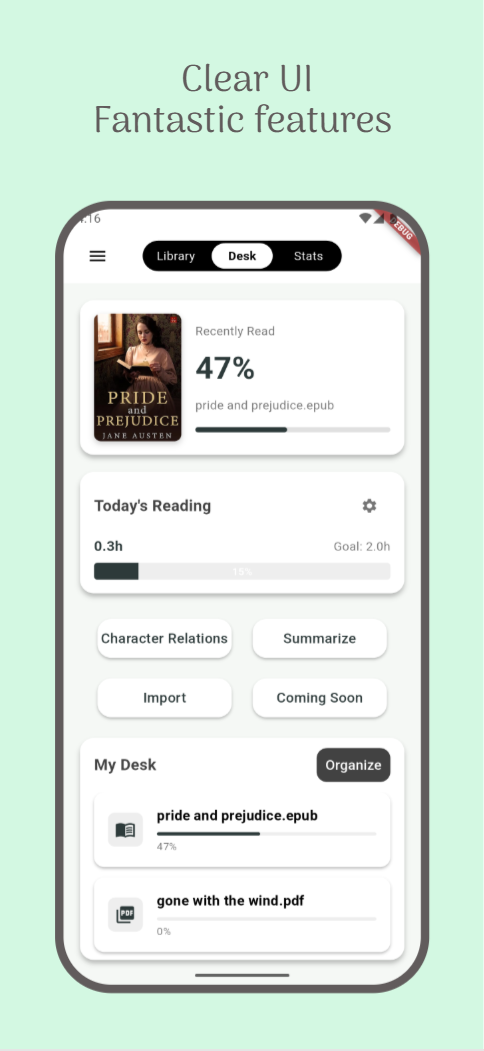 Clear UI
Fantastic features
:16
EBUG
Library Desk Stats
PRIDE
and
PREJUDICE
JANE AUSTEN
Recently Read
47%
pride and prejudice.epub
Today's Reading
0.3h Goal: 2.0h
15%
Character Relations Summarize
Import Coming Soon
My Desk Organize
pride and prejudice.epub
47%
PDF
gone with the wind.pdf
0%